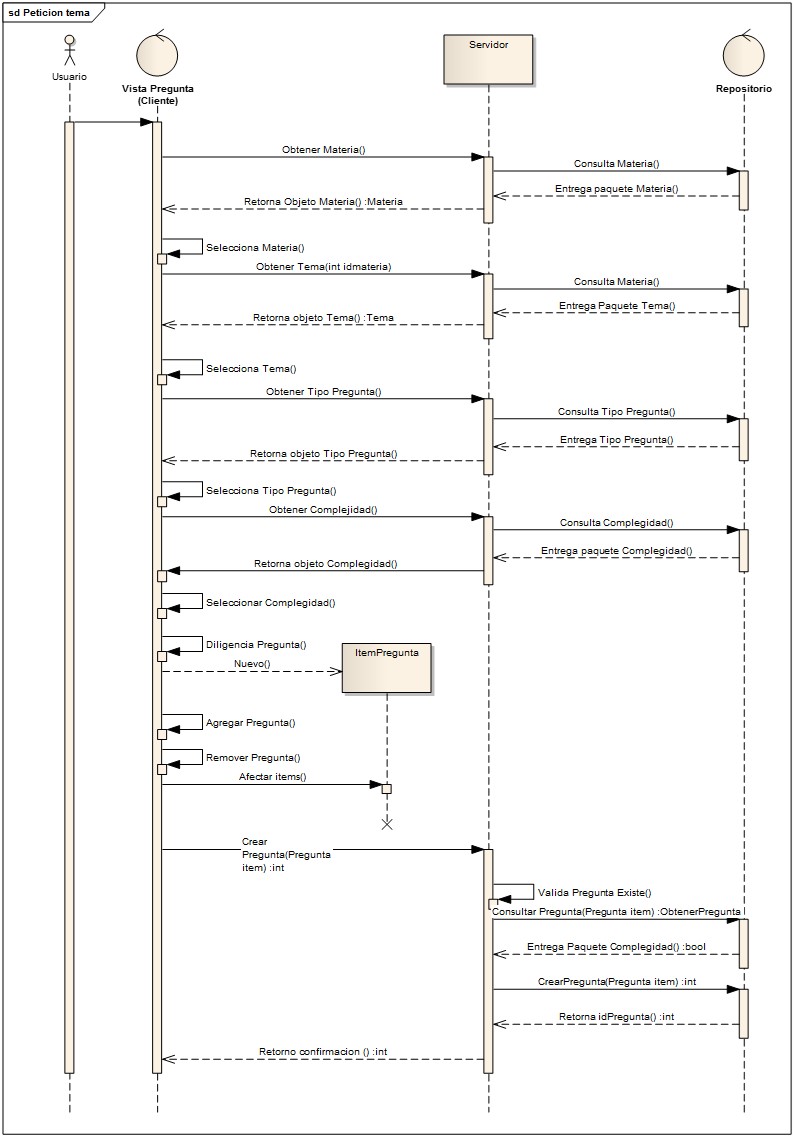 sd Peticion tema
Usuario
Vista Pregunta
(Cliente)
Servidor
Repositorio
Obtener Materia()
Consulta Materia()
Entrega paquete Materia()
Retorna Objeto Materia() :Materia
Selecciona Materia()
Obtener Tema(int idmateria)
Consulta Materia()
Entrega Paquete Tema()
Retorna objeto Tema() :Tema
Selecciona Tema()
Obtener Tipo Pregunta()
Consulta Tipo Pregunta()
Entrega Tipo Pregunta()
Retorna objeto Tipo Pregunta()
Selecciona Tipo Pregunta()
Obtener Complejidad()
Consulta Complegidad()
Entrega paquete Complegidad()
Retorna objeto Complegidad()
Seleccionar Complegidad()
Diligencia Pregunta()
ItemPregunta
Nuevo()
Agregar Pregunta()
Remover Pregunta()
Afectar items()
Crear
Pregunta(Pregunta
item) :int
Valida Pregunta Existe()
Consultar Pregunta(Pregunta item) :ObtenerPregunta
Entrega Paquete Complegidad() :bool
CrearPregunta(Pregunta item) :int
Retorna idPregunta() :int
Retorno confirmacion () :int